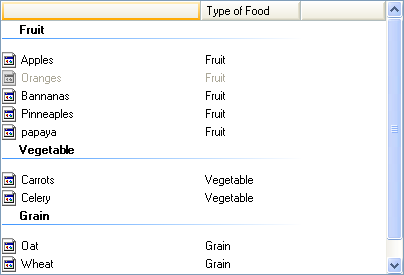 Type of Food
Fruit
Apples Fruit
Oranges Fruit
Bannanas Fruit
Pinneaples Fruit
papaya Fruit
Vegetable
Carrots Vegetable
Celery Vegetable
Grain
Oat Grain
Wheat Grain